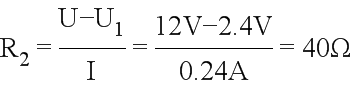 R₂ = (U−U₁)/I = (12V−2.4V)/0.24A = 40Ω